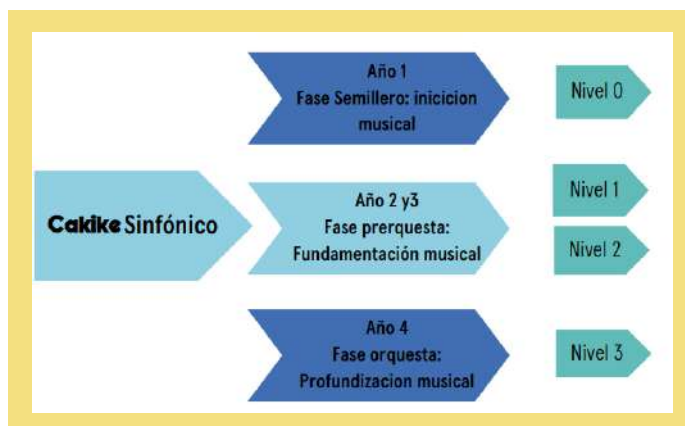 Año 1
Fase Semillero: inicicion
musical
Nivel 0
Cakike Sinfónico
Año 2 y3
Fase prerquesta:
Fundamentación musical
Nivel 1
Nivel 2
Año 4
Fase orquesta:
Profundizacion musical
Nivel 3